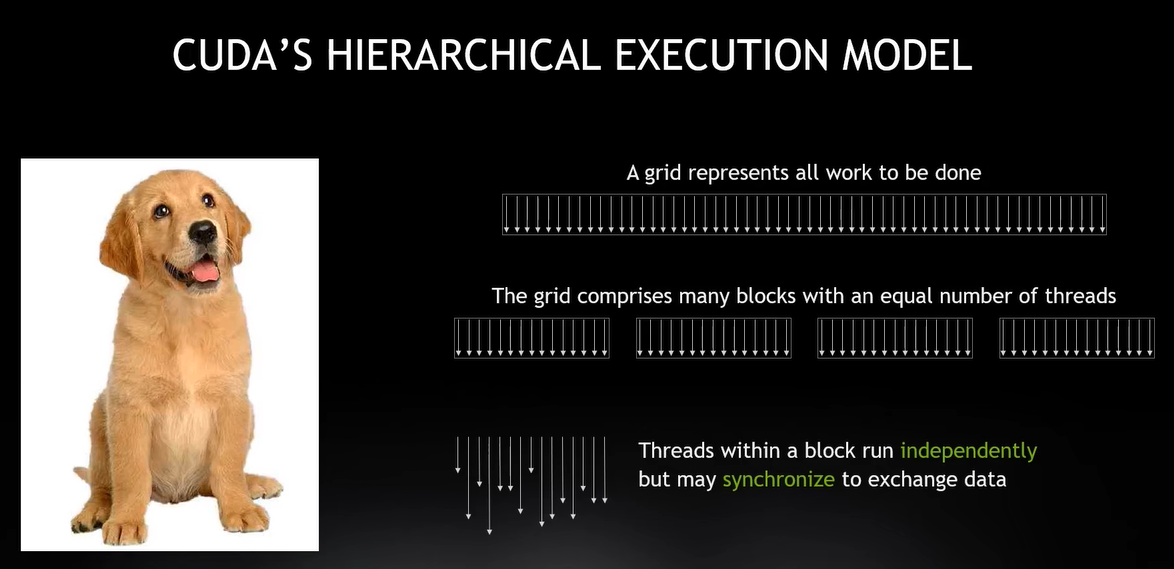 CUDA’S HIERARCHICAL EXECUTION MODEL
A grid represents all work to be done
The grid comprises many blocks with an equal number of threads
Threads within a block run independently
but may synchronize to exchange data